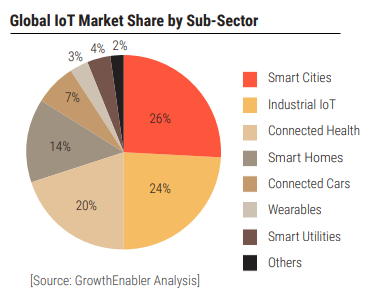 Global IoT Market Share by Sub-Sector
3% 4% 2%
7%
26%
14%
24%
20%
Smart Cities
Industrial IoT
Connected Health
Smart Homes
Connected Cars
Wearables
Smart Utilities
Others
[Source: GrowthEnabler Analysis]